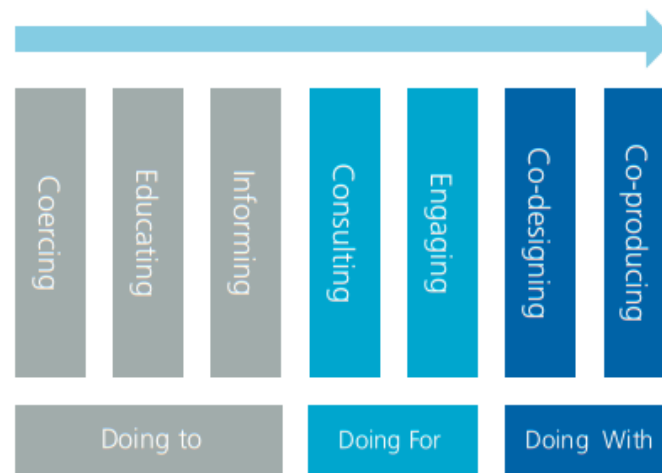 Coercing
Educating
Informing
Consulting
Engaging
Co-designing
Co-producing
Doing to
Doing For
Doing With